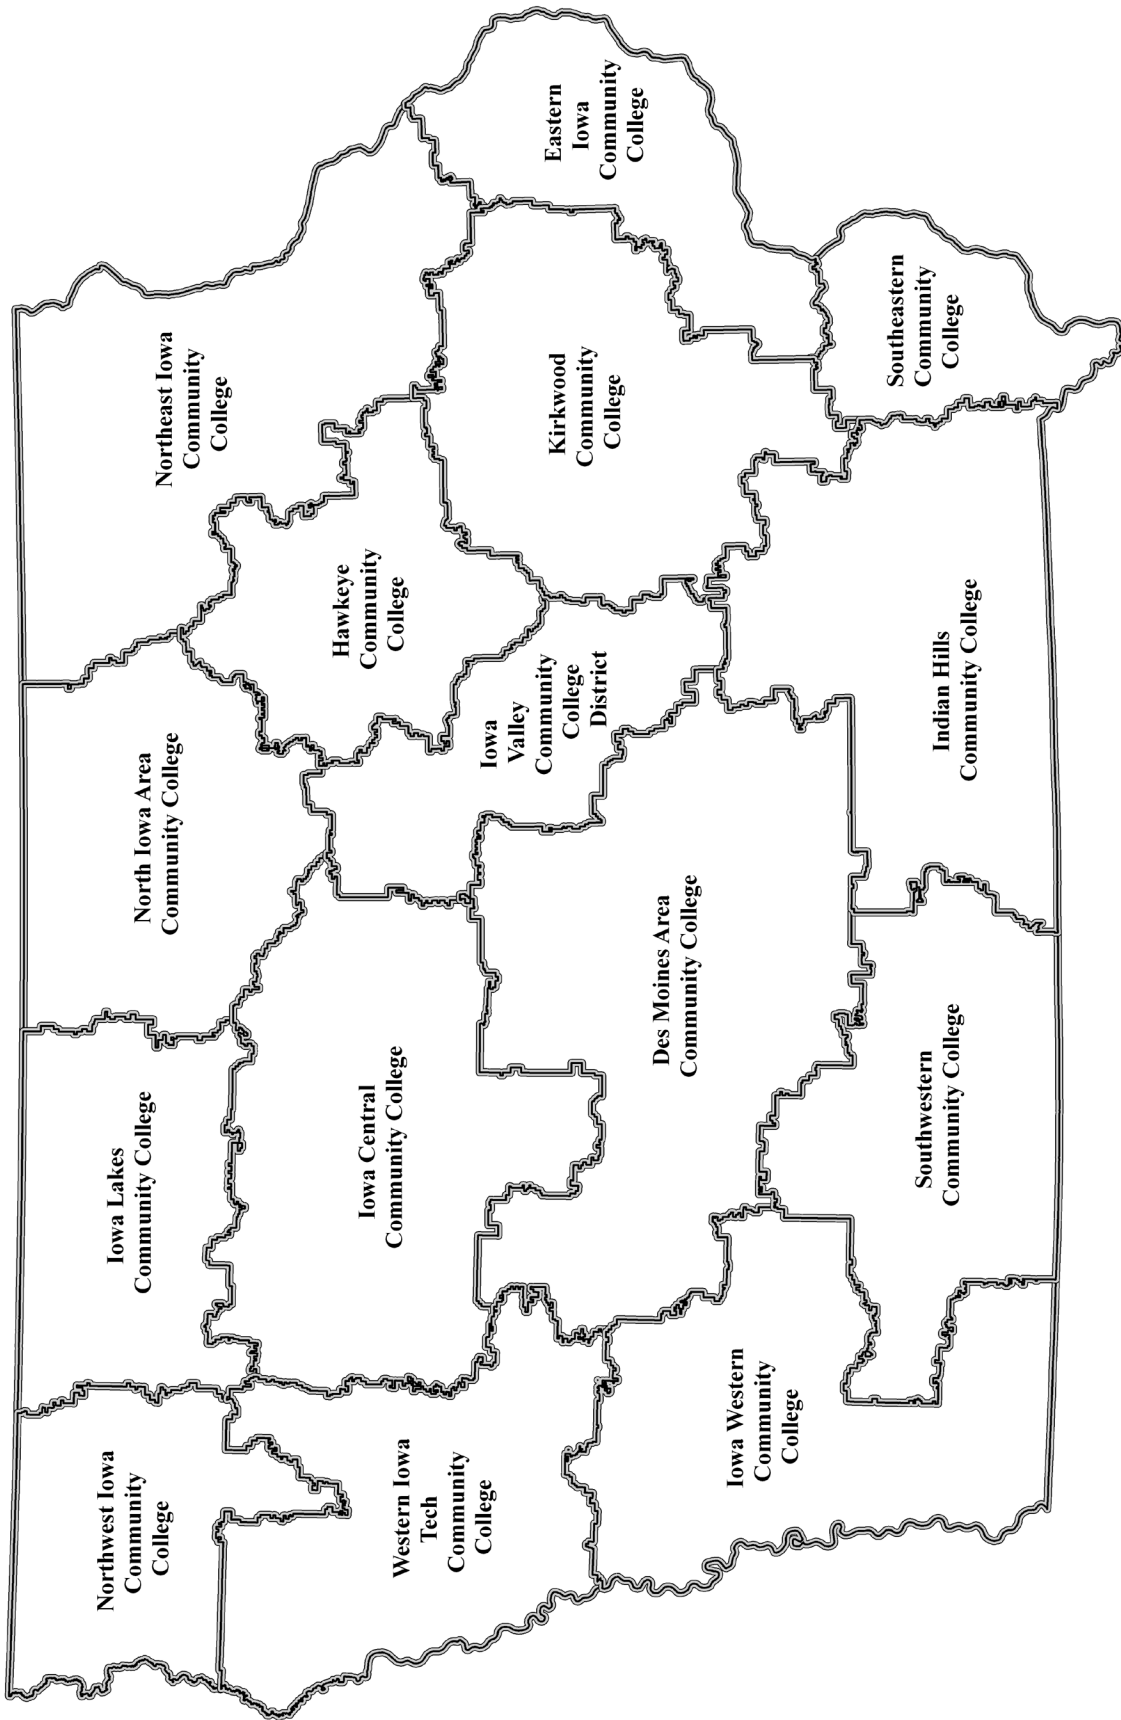 Northwest Iowa
Community
College
Iowa Lakes
Community College
North Iowa Area
Community College
Northeast Iowa
Community
College
Western Iowa
Tech
Community
College
Iowa Central
Community College
Hawkeye
Community
College
Iowa
Valley
Community
College
District
Kirkwood
Community
College
Eastern
Iowa
Community
College
Iowa Western
Community
College
Des Moines Area
Community College
Southwestern
Community College
Indian Hills
Community College
Southeastern
Community
College